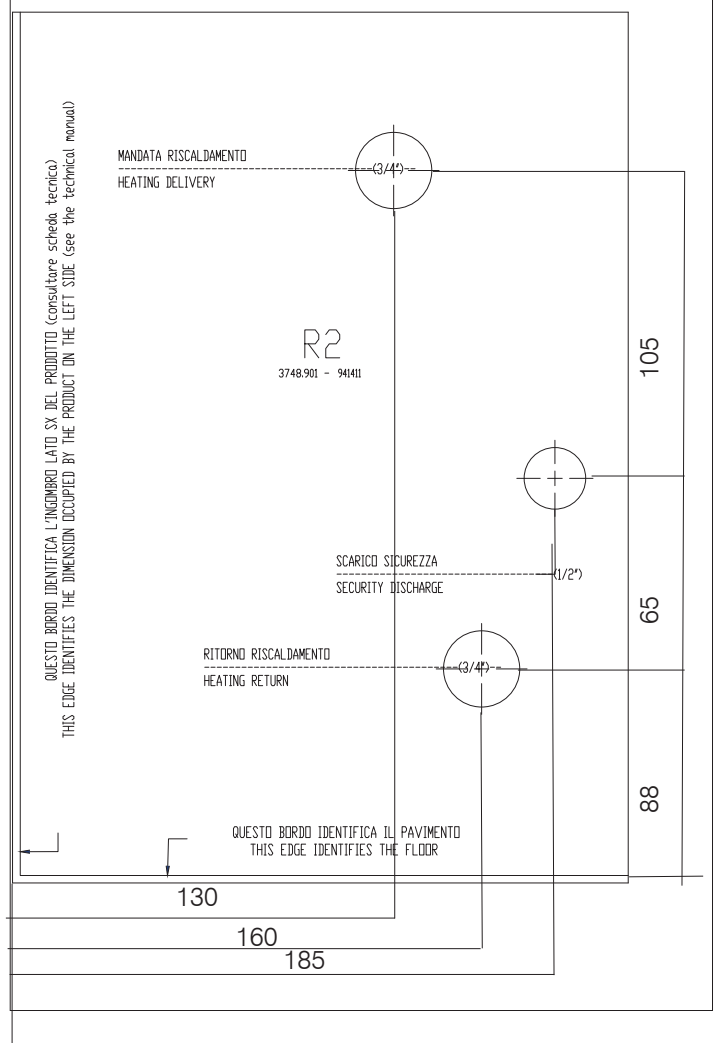 QUESTO BORDO IDENTIFICA L'INGOMBRO LATO SX DEL PRODOTTO (consultare scheda tecnica)
THIS EDGE IDENTIFIES THE DIMENSION OCCUPIED BY THE PRODUCT ON THE LEFT SIDE (see the technical manual)
MANDATA RISCALDAMENTO
(3/4")
HEATING DELIVERY
R2
3748.901 - 941411
105
SCARICO SICUREZZA
(1/2")
SECURITY DISCHARGE
65
RITORNO RISCALDAMENTO
(3/4")
HEATING RETURN
88
QUESTO BORDO IDENTIFICA IL PAVIMENTO
THIS EDGE IDENTIFIES THE FLOOR
130
160
185